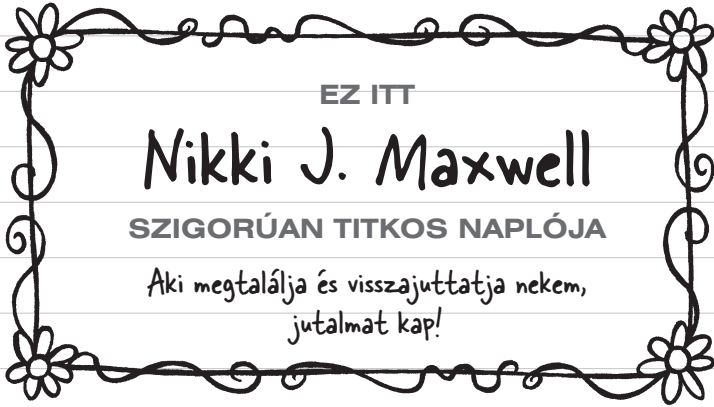 EZ ITT
Nikki J. Maxwell
SZIGORÚAN TITKOS NAPLÓJA
Aki megtalálja és visszajuttatja nekem,
jutalmat kap!